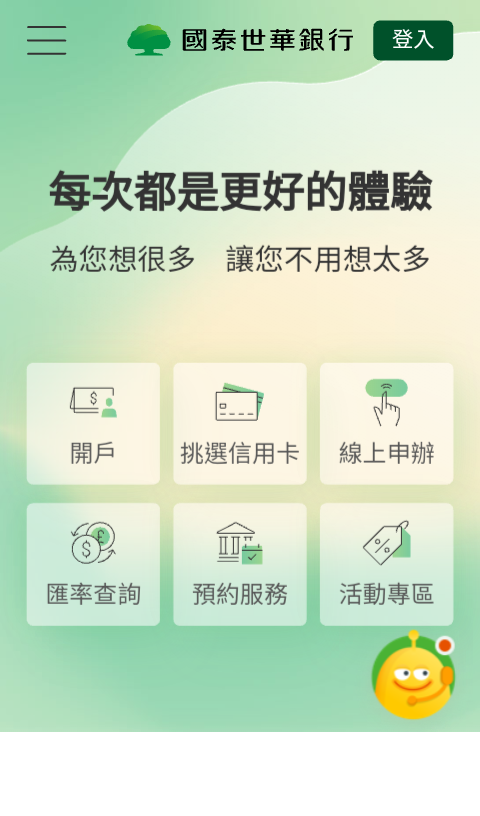 國泰世華銀行
登入
每次都是更好的體驗
為您想很多　讓您不用想太多
開戶
挑選信用卡
線上申辦
匯率查詢
預約服務
活動專區